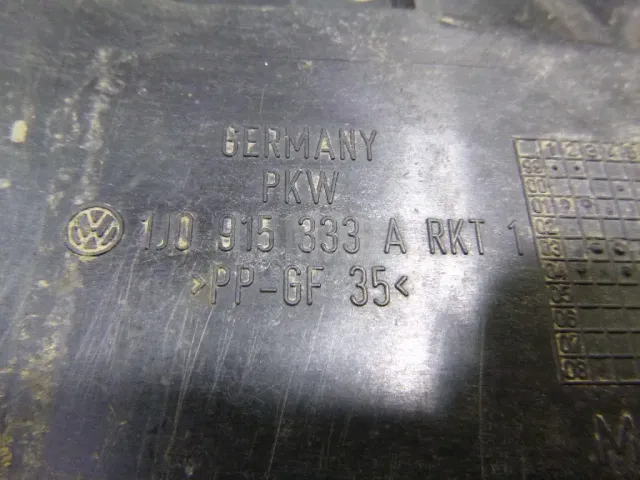 GERMANY
PKW
1J0 915 333 A RKT 1
>PP-GF 35<